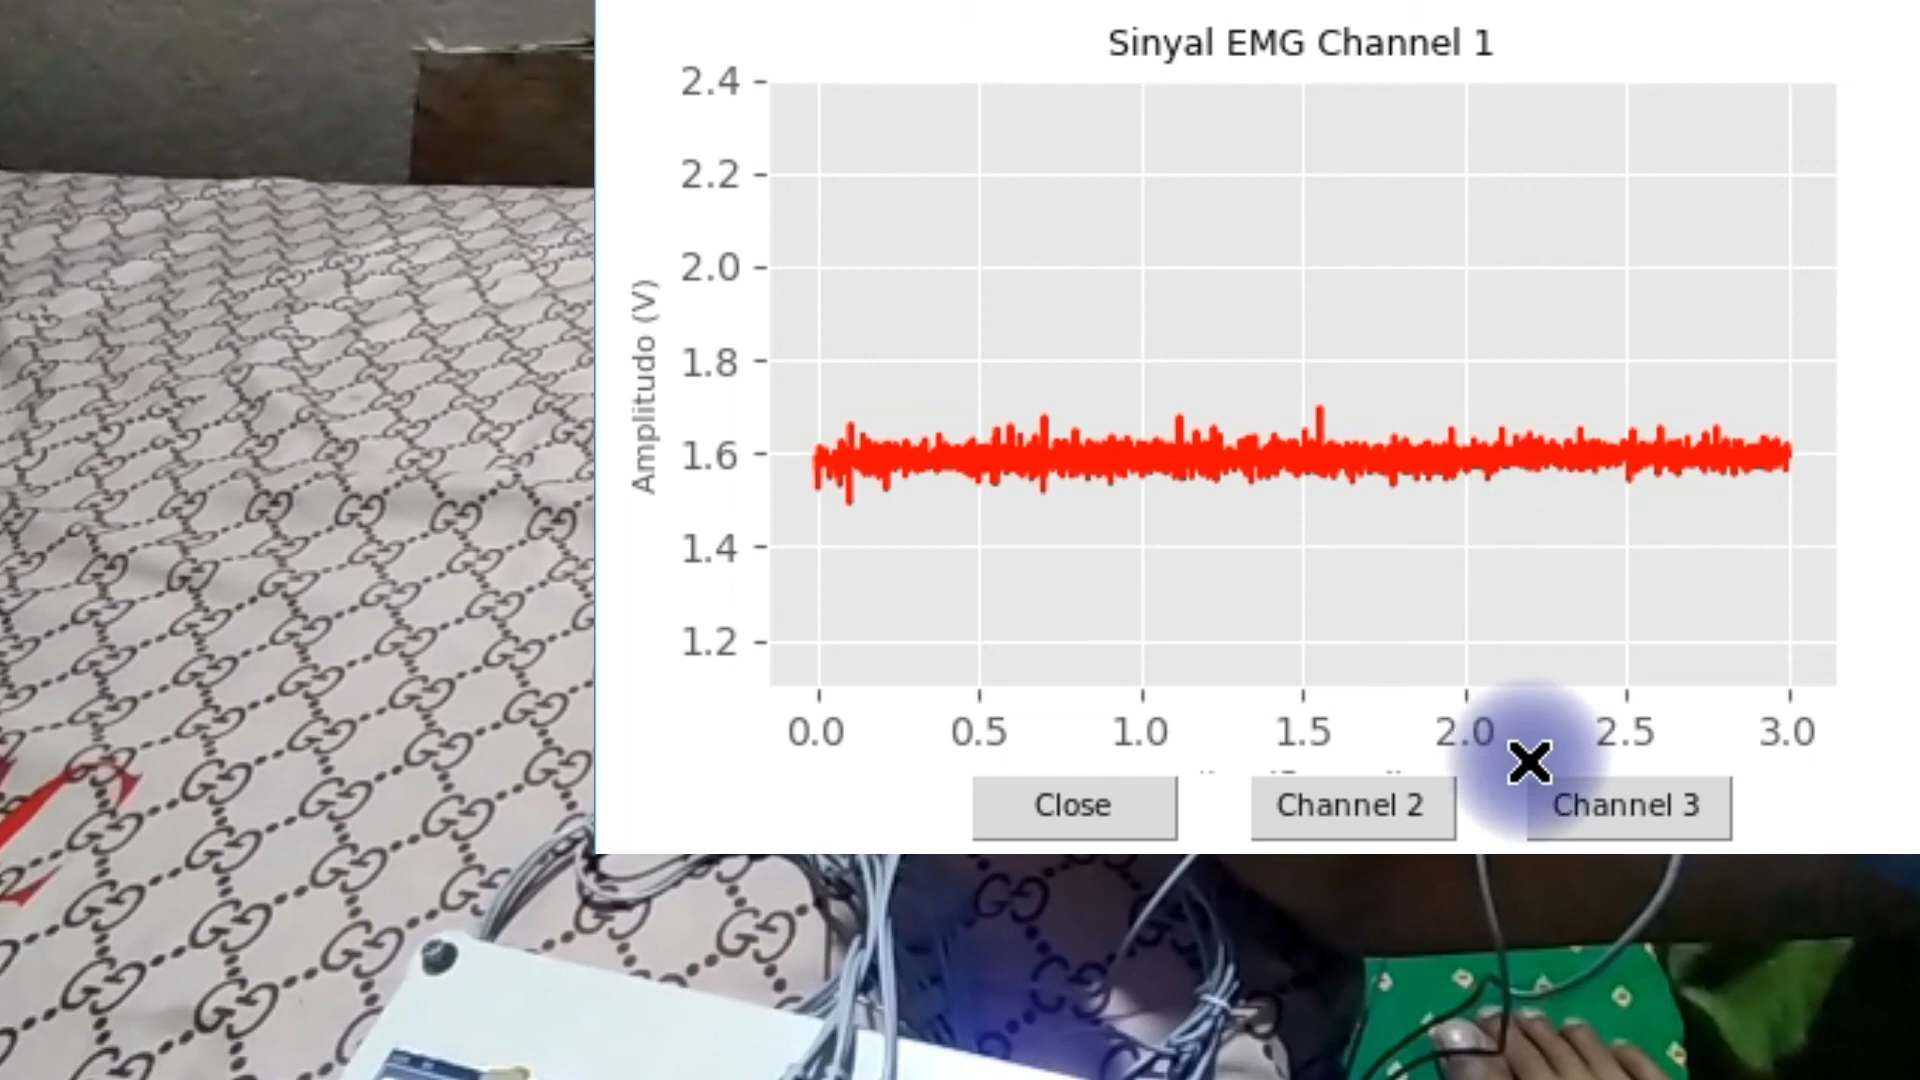 Sinyal EMG Channel 1
2.4
2.2
2.0
1.8
1.6
1.4
1.2
Amplitudo (V)
0.0 0.5 1.0 1.5 2.0 2.5 3.0
Close Channel 2 Channel 3